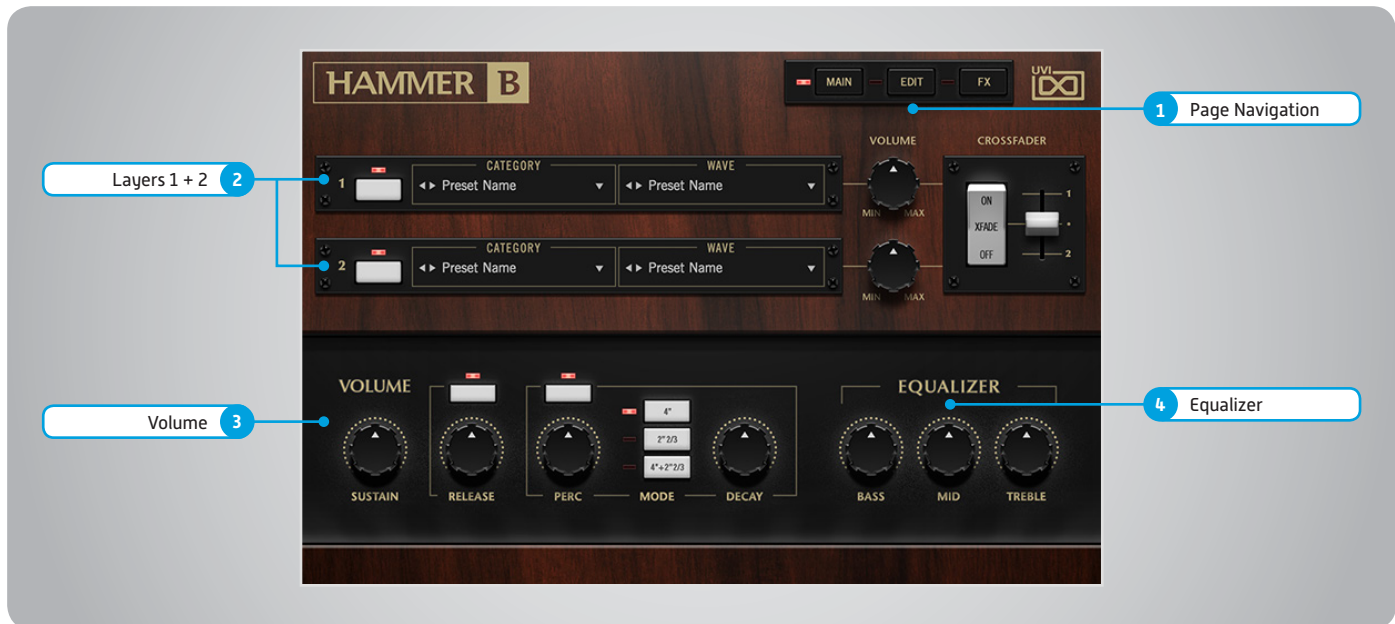 HAMMER B
MAIN EDIT FX
UVI
1 Page Navigation
VOLUME CROSSFADER
Layers 1 + 2 2
1 CATEGORY WAVE
Preset Name Preset Name
MIN MAX
ON
XFADE
OFF
1
2
2 CATEGORY WAVE
Preset Name Preset Name
MIN MAX
VOLUME
EQUALIZER
Volume 3
4 Equalizer
4"
2" 2/3
4"+2"2/3
SUSTAIN RELEASE PERC MODE DECAY BASS MID TREBLE